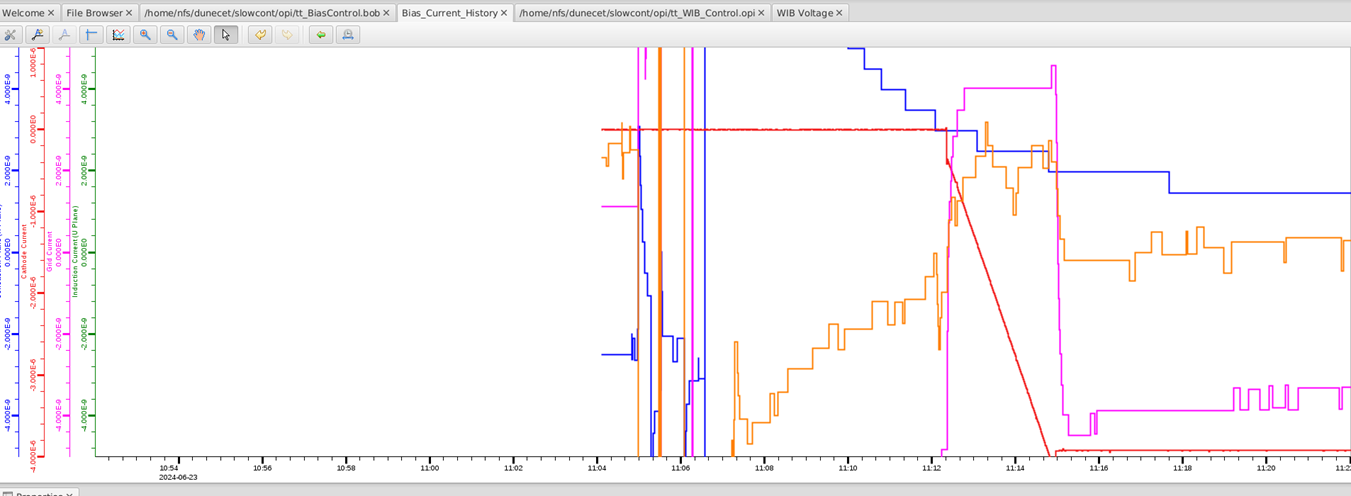 Welcome File Browser /home/nfs/dunecet/slowcont/opi/tt_BiasControl.bob Bias_Current_History /home/nfs/dunecet/slowcont/opi/tt_WIB_Control.opi WIB Voltage
4.000E-9
2.000E-9
0.000E0
-2.000E-9
-4.000E-9
Cathode Current
1.000E-6
0.000E0
-1.000E-6
-2.000E-6
-3.000E-6
-4.000E-6
Grid Current
4.000E-9
2.000E-9
0.000E0
-2.000E-9
-4.000E-9
Induction Current (U Plane)
4.000E-9
2.000E-9
0.000E0
-2.000E-9
-4.000E-9
10:54 10:56 10:58 11:00 11:02 11:04 11:06 11:08 11:10 11:12 11:14 11:16 11:18 11:20
2024-06-23
Properties